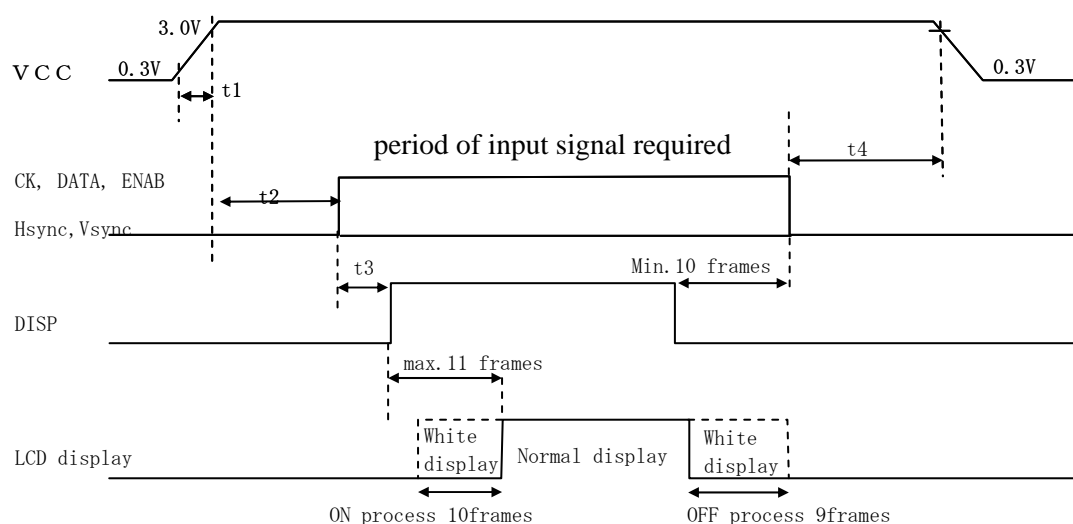 3.0V
VCC
0.3V
0.3V
t1
period of input signal required
t4
CK, DATA, ENAB
t2
Hsync,Vsync
t3
Min.10 frames
DISP
max.11 frames
White display
Normal display
White display
LCD display
ON process 10frames
OFF process 9frames